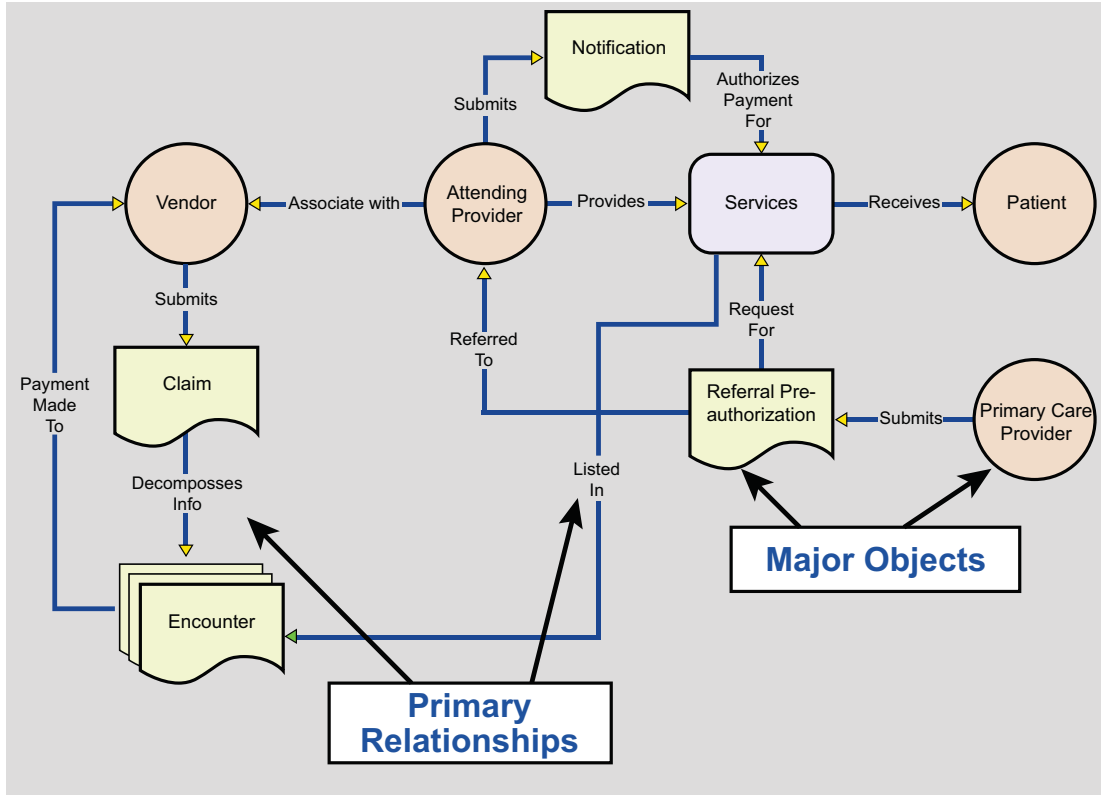 Notification
Authorizes
Payment
For
Submits
Vendor
Associate with
Attending
Provider
Provides
Services
Receives
Patient
Submits
Request
For
Referred
To
Payment
Made
To
Claim
Referral Pre-
authorization
Submits
Primary Care
Provider
Decomposses
Info
Listed
In
Major Objects
Encounter
Primary
Relationships